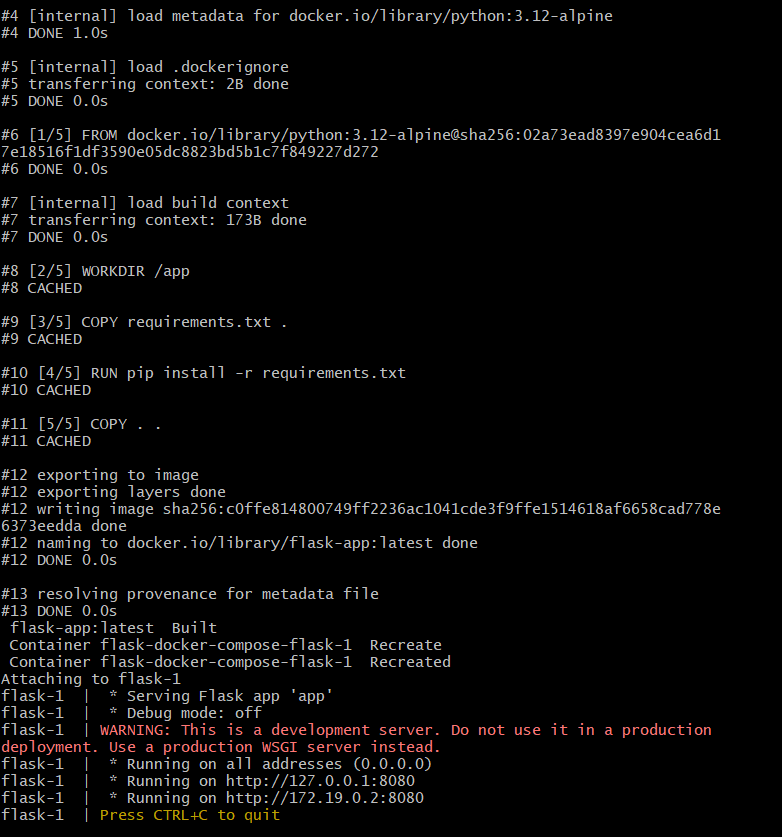 #4 [internal] load metadata for docker.io/library/python:3.12-alpine
#4 DONE 1.0s
#5 [internal] load .dockerignore
#5 transferring context: 2B done
#5 DONE 0.0s
#6 [1/5] FROM docker.io/library/python:3.12-alpine@sha256:02a73ead8397e904cea6d1
7e18516f1df3590e05dc8823bd5b1c7f849227d272
#6 DONE 0.0s
#7 [internal] load build context
#7 transferring context: 173B done
#7 DONE 0.0s
#8 [2/5] WORKDIR /app
#8 CACHED
#9 [3/5] COPY requirements.txt .
#9 CACHED
#10 [4/5] RUN pip install -r requirements.txt
#10 CACHED
#11 [5/5] COPY . .
#11 CACHED
#12 exporting to image
#12 exporting layers done
#12 writing image sha256:c0ffe814800749ff2236ac1041cde3f9ffe1514618af6658cad778e
6373eedda done
#12 naming to docker.io/library/flask-app:latest done
#12 DONE 0.0s
#13 resolving provenance for metadata file
#13 DONE 0.0s
flask-app:latest  Built
Container flask-docker-compose-flask-1  Recreate
Container flask-docker-compose-flask-1  Recreated
Attaching to flask-1
flask-1  |  * Serving Flask app 'app'
flask-1  |  * Debug mode: off
flask-1  | WARNING: This is a development server. Do not use it in a production
deployment. Use a production WSGI server instead.
flask-1  |  * Running on all addresses (0.0.0.0)
flask-1  |  * Running on http://127.0.0.1:8080
flask-1  |  * Running on http://172.19.0.2:8080
flask-1  | Press CTRL+C to quit